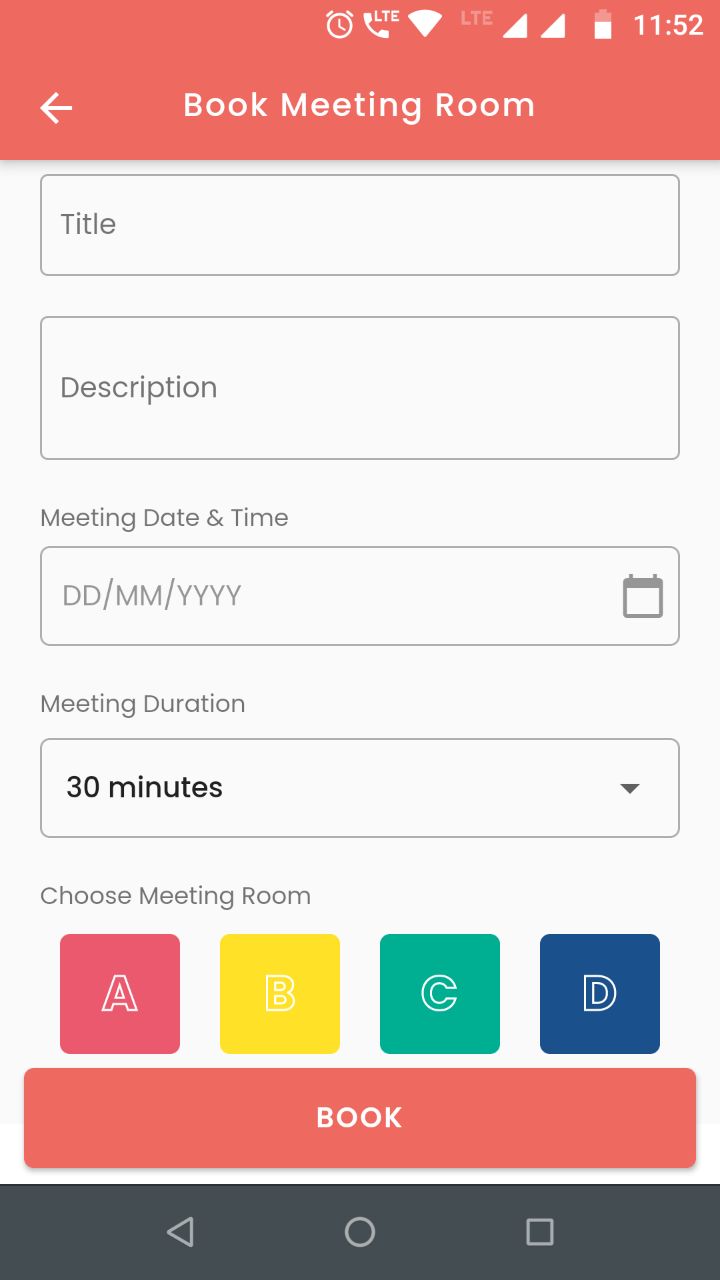 LTE LTE 11:52
Book Meeting Room
Title
Description
Meeting Date & Time
DD/MM/YYYY
Meeting Duration
30 minutes
Choose Meeting Room
A B C D
BOOK